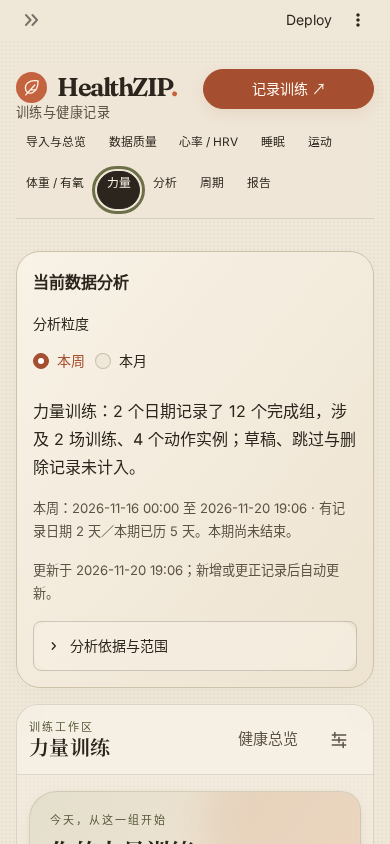 Deploy
HealthZIP.
训练与健康记录
记录训练 ↗
导入与总览 数据质量 心率 / HRV 睡眠 运动
体重 / 有氧 力量 分析 周期 报告
当前数据分析
分析粒度
本周 本月
力量训练：2 个日期记录了 12 个完成组，涉
及 2 场训练、4 个动作实例；草稿、跳过与删
除记录未计入。
本周：2026-11-16 00:00 至 2026-11-20 19:06 · 有记
录日期 2 天／本期已历 5 天。本期尚未结束。
更新于 2026-11-20 19:06；新增或更正记录后自动更
新。
分析依据与范围
训练工作区
力量训练
健康总览
今天，从这一组开始